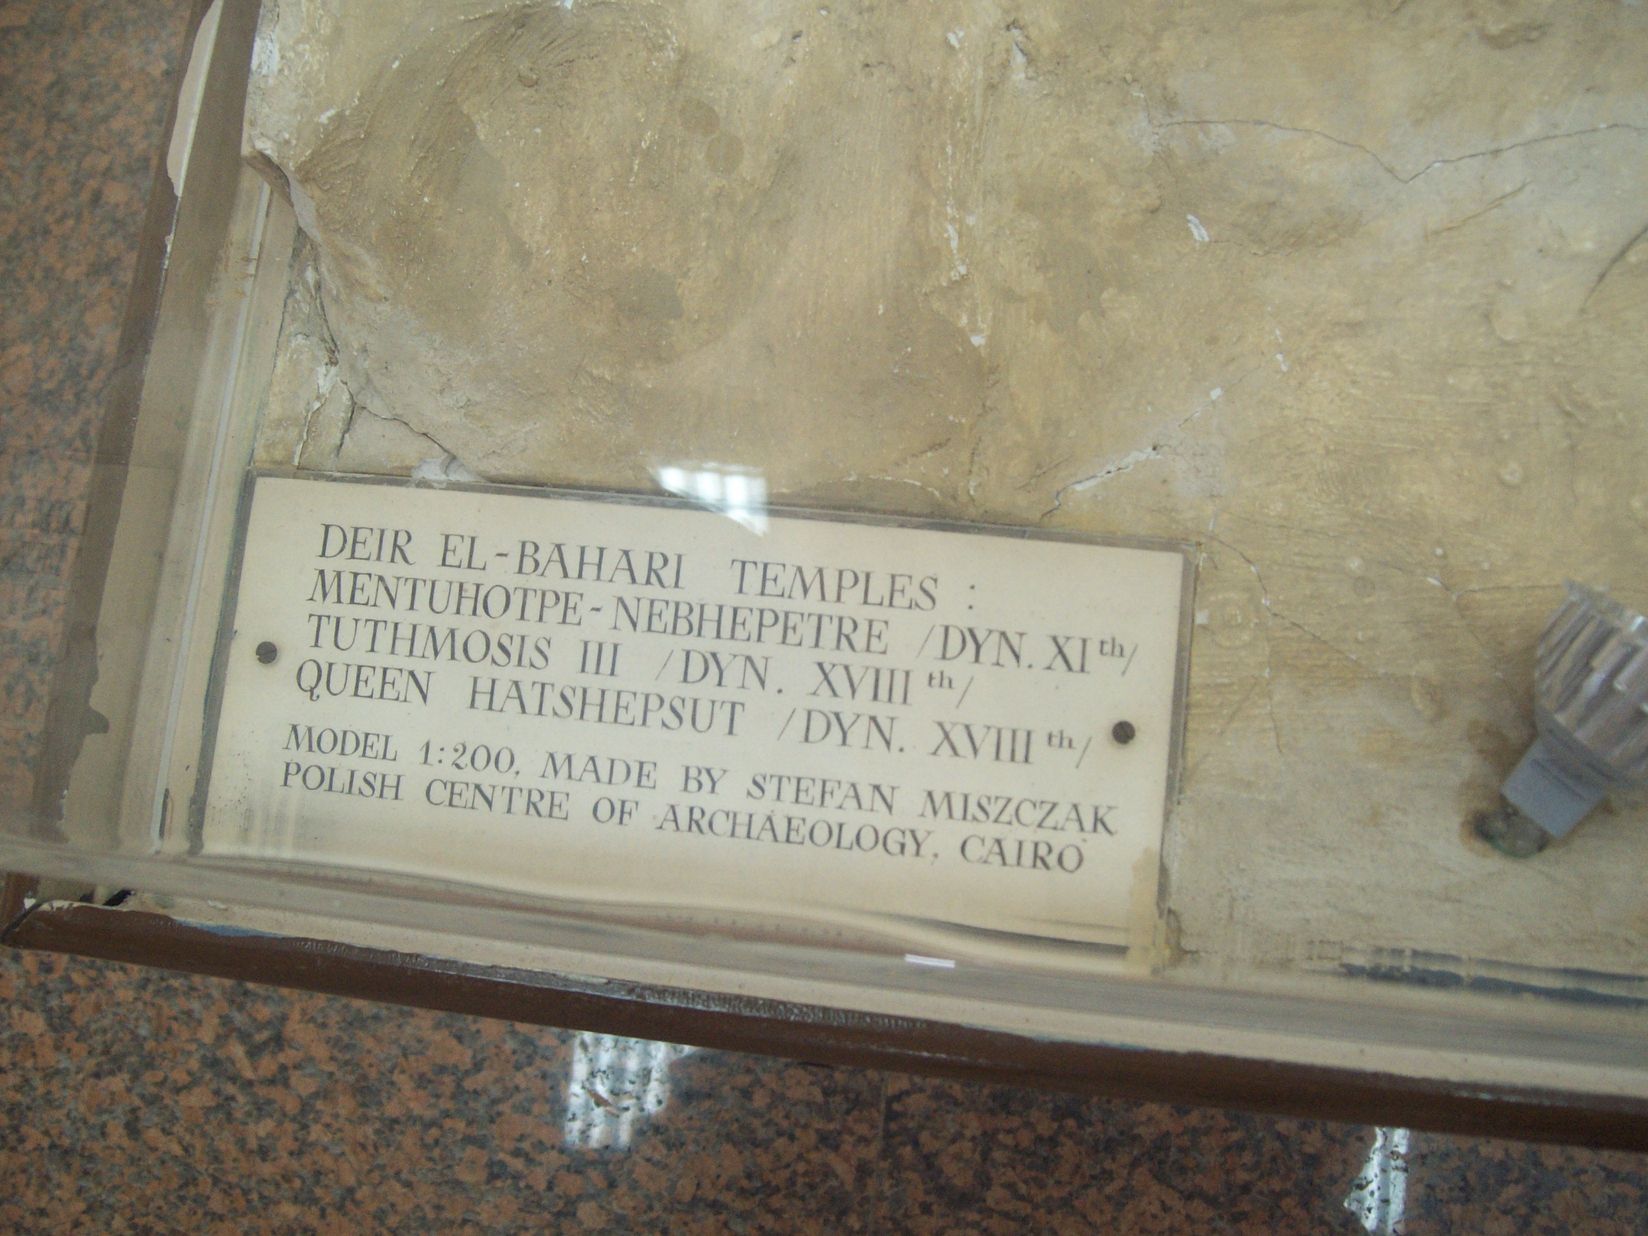 DEIR EL-BAHARI TEMPLES :
MENTUHOTPE-NEBHEPETRE /DYN. XIth/
TUTHMOSIS III /DYN. XVIIIth/
QUEEN HATSHEPSUT /DYN. XVIIIth/
MODEL 1:200. MADE BY STEFAN MISZCZAK
POLISH CENTRE OF ARCHAEOLOGY, CAIRO